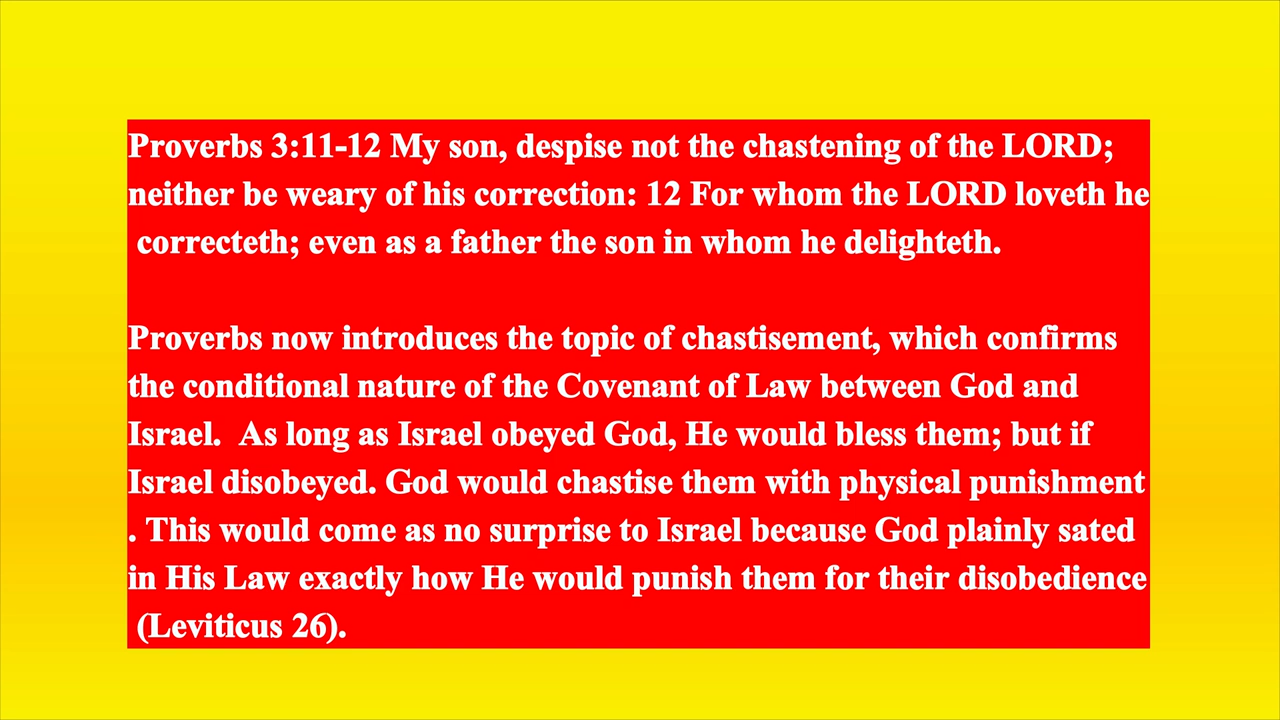 Proverbs 3:11-12 My son, despise not the chastening of the LORD;
neither be weary of his correction: 12 For whom the LORD loveth he
correcteth; even as a father the son in whom he delighteth.
Proverbs now introduces the topic of chastisement, which confirms
the conditional nature of the Covenant of Law between God and
Israel.  As long as Israel obeyed God, He would bless them; but if
Israel disobeyed. God would chastise them with physical punishment
. This would come as no surprise to Israel because God plainly sated
in His Law exactly how He would punish them for their disobedience
(Leviticus 26).